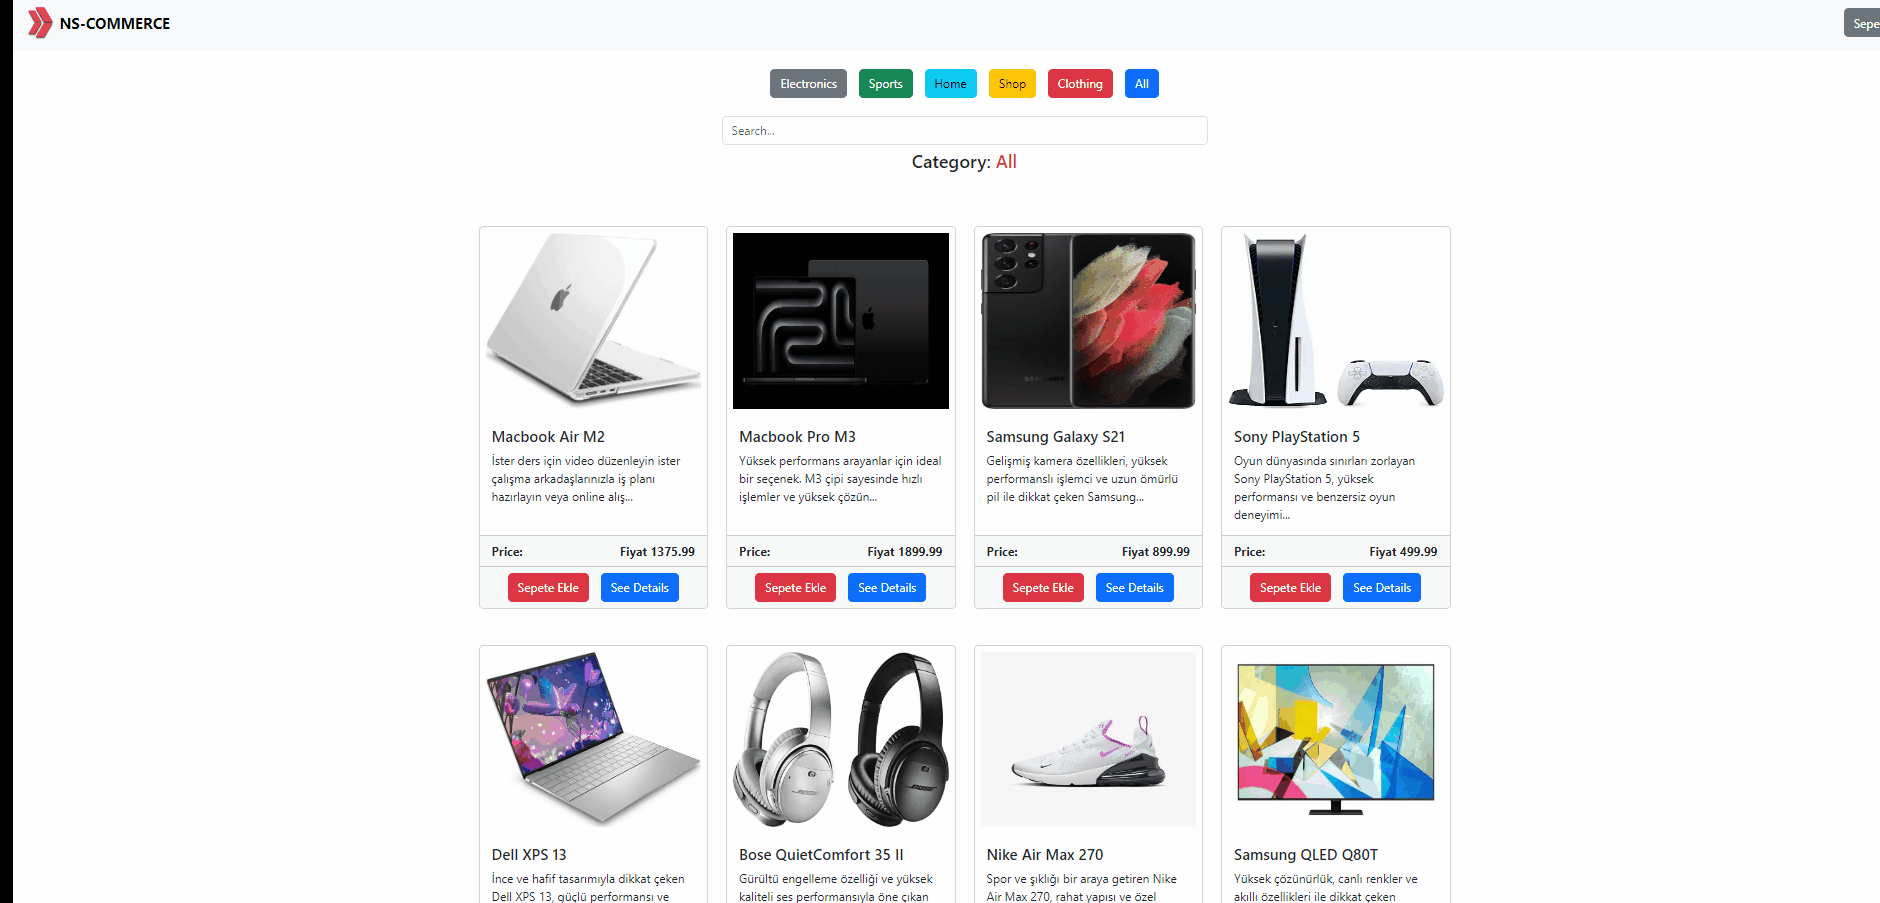 NS-COMMERCE
Sepe
Electronics Sports Home Shop Clothing All
Search...
Category: All
Macbook Air M2
İster ders için video düzenleyin ister
çalışma arkadaşlarınızla iş planı
hazırlayın veya online alış...
Price: Fiyat 1375.99
Sepete Ekle See Details
Macbook Pro M3
Yüksek performans arayanlar için ideal
bir seçenek. M3 çipi sayesinde hızlı
işlemler ve yüksek çözün...
Price: Fiyat 1899.99
Sepete Ekle See Details
SAMSUNG
Samsung Galaxy S21
Gelişmiş kamera özellikleri, yüksek
performanslı işlemci ve uzun ömürlü
pil ile dikkat çeken Samsung...
Price: Fiyat 899.99
Sepete Ekle See Details
Sony PlayStation 5
Oyun dünyasında sınırları zorlayan
Sony PlayStation 5, yüksek
performansı ve benzersiz oyun
deneyimi...
Price: Fiyat 499.99
Sepete Ekle See Details
Dell XPS 13
İnce ve hafif tasarımıyla dikkat çeken
Dell XPS 13, güçlü performansı ve
BOSE
BOSE
Bose QuietComfort 35 II
Gürültü engelleme özelliği ve yüksek
kaliteli ses performansıyla öne çıkan
Nike Air Max 270
Spor ve şıklığı bir araya getiren Nike
Air Max 270, rahat yapısı ve özel
Samsung QLED Q80T
Yüksek çözünürlük, canlı renkler ve
akıllı özellikleri ile dikkat çeken